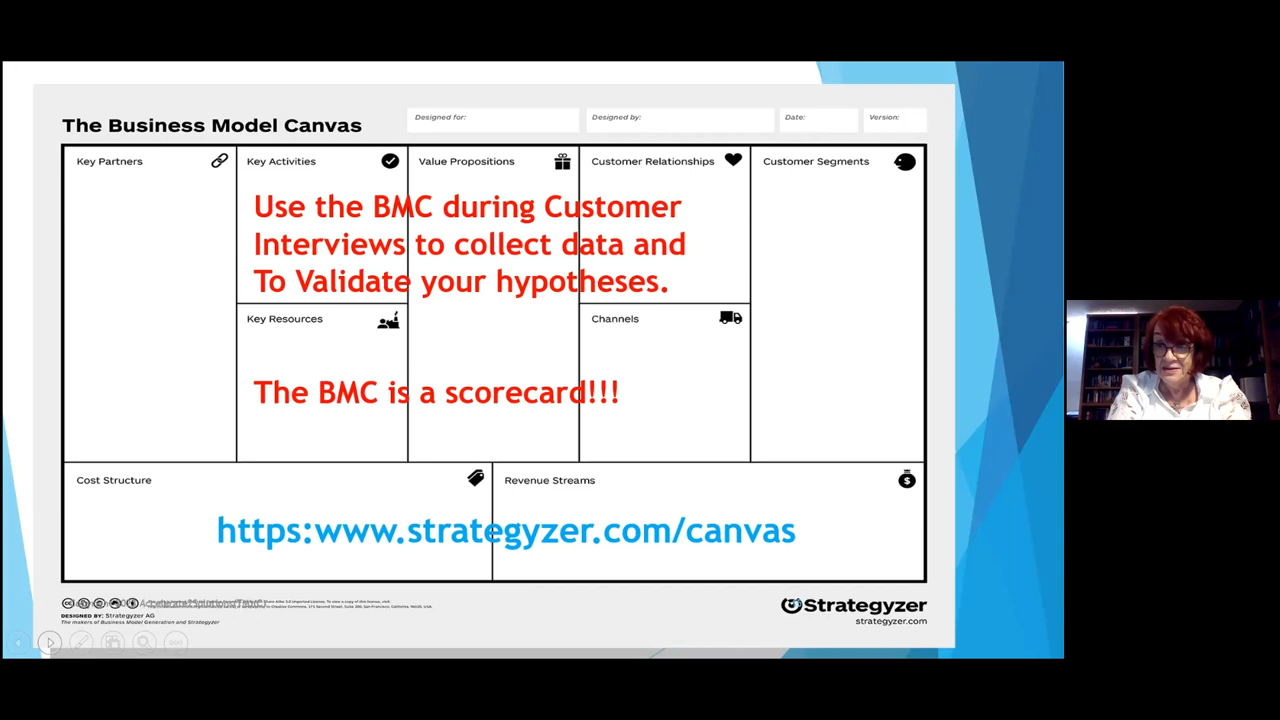 The Business Model Canvas
Designed for:
Designed by:
Date:
Version:
Key Partners
Key Activities
Value Propositions
Customer Relationships
Customer Segments
Use the BMC during Customer
Interviews to collect data and
To Validate your hypotheses.
Key Resources
Channels
The BMC is a scorecard!!!
Cost Structure
Revenue Streams
https:www.strategyzer.com/canvas
DESIGNED BY: Strategyzer AG
The makers of Business Model Generation and Strategyzer
Strategyzer
strategyzer.com